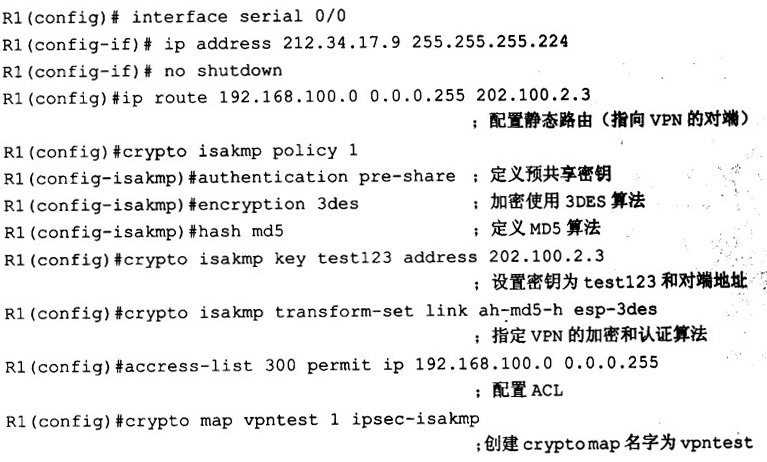 R1(config)# interface serial 0/0
R1(config-if)# ip address 212.34.17.9 255.255.255.224
R1(config-if)# no shutdown
R1(config)#ip route 192.168.100.0 0.0.0.255 202.100.2.3
；配置静态路由（指向 VPN 的对端）
R1(config)#crypto isakmp policy 1
R1(config-isakmp)#authentication pre-share ；定义预共享密钥
R1(config-isakmp)#encryption 3des ；加密使用 3DES 算法
R1(config-isakmp)#hash md5 ；定义 MD5 算法
R1(config)#crypto isakmp key test123 address 202.100.2.3
；设置密钥为 test123 和对端地址
R1(config)#crypto isakmp transform-set link ah-md5-h esp-3des
；指定 VPN 的加密和认证算法
R1(config)#accress-list 300 permit ip 192.168.100.0 0.0.0.255
；配置 ACL
R1(config)#crypto map vpntest 1 ipsec-isakmp
;创建 cryptomap 名字为 vpntest